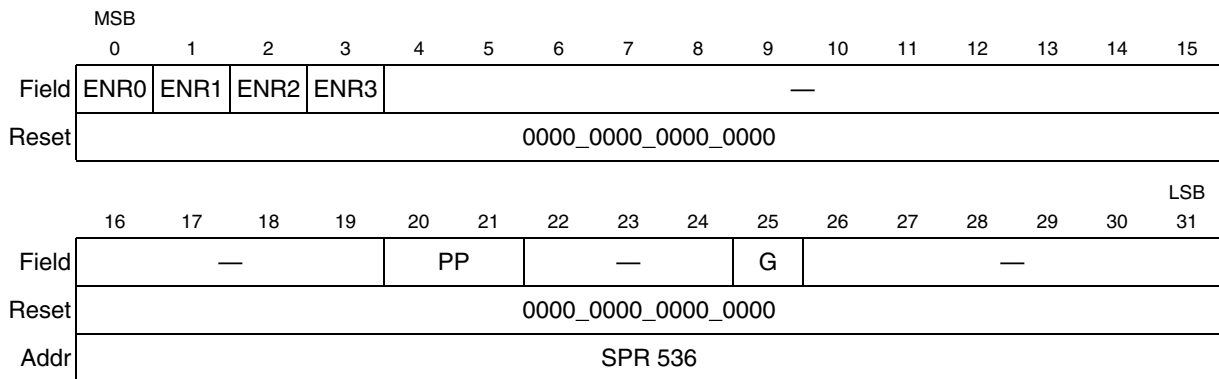 MSB
0 1 2 3 4 5 6 7 8 9 10 11 12 13 14 15
Field ENR0 ENR1 ENR2 ENR3 —
Reset 0000_0000_0000_0000
LSB
16 17 18 19 20 21 22 23 24 25 26 27 28 29 30 31
Field — PP — G —
Reset 0000_0000_0000_0000
Addr SPR 536